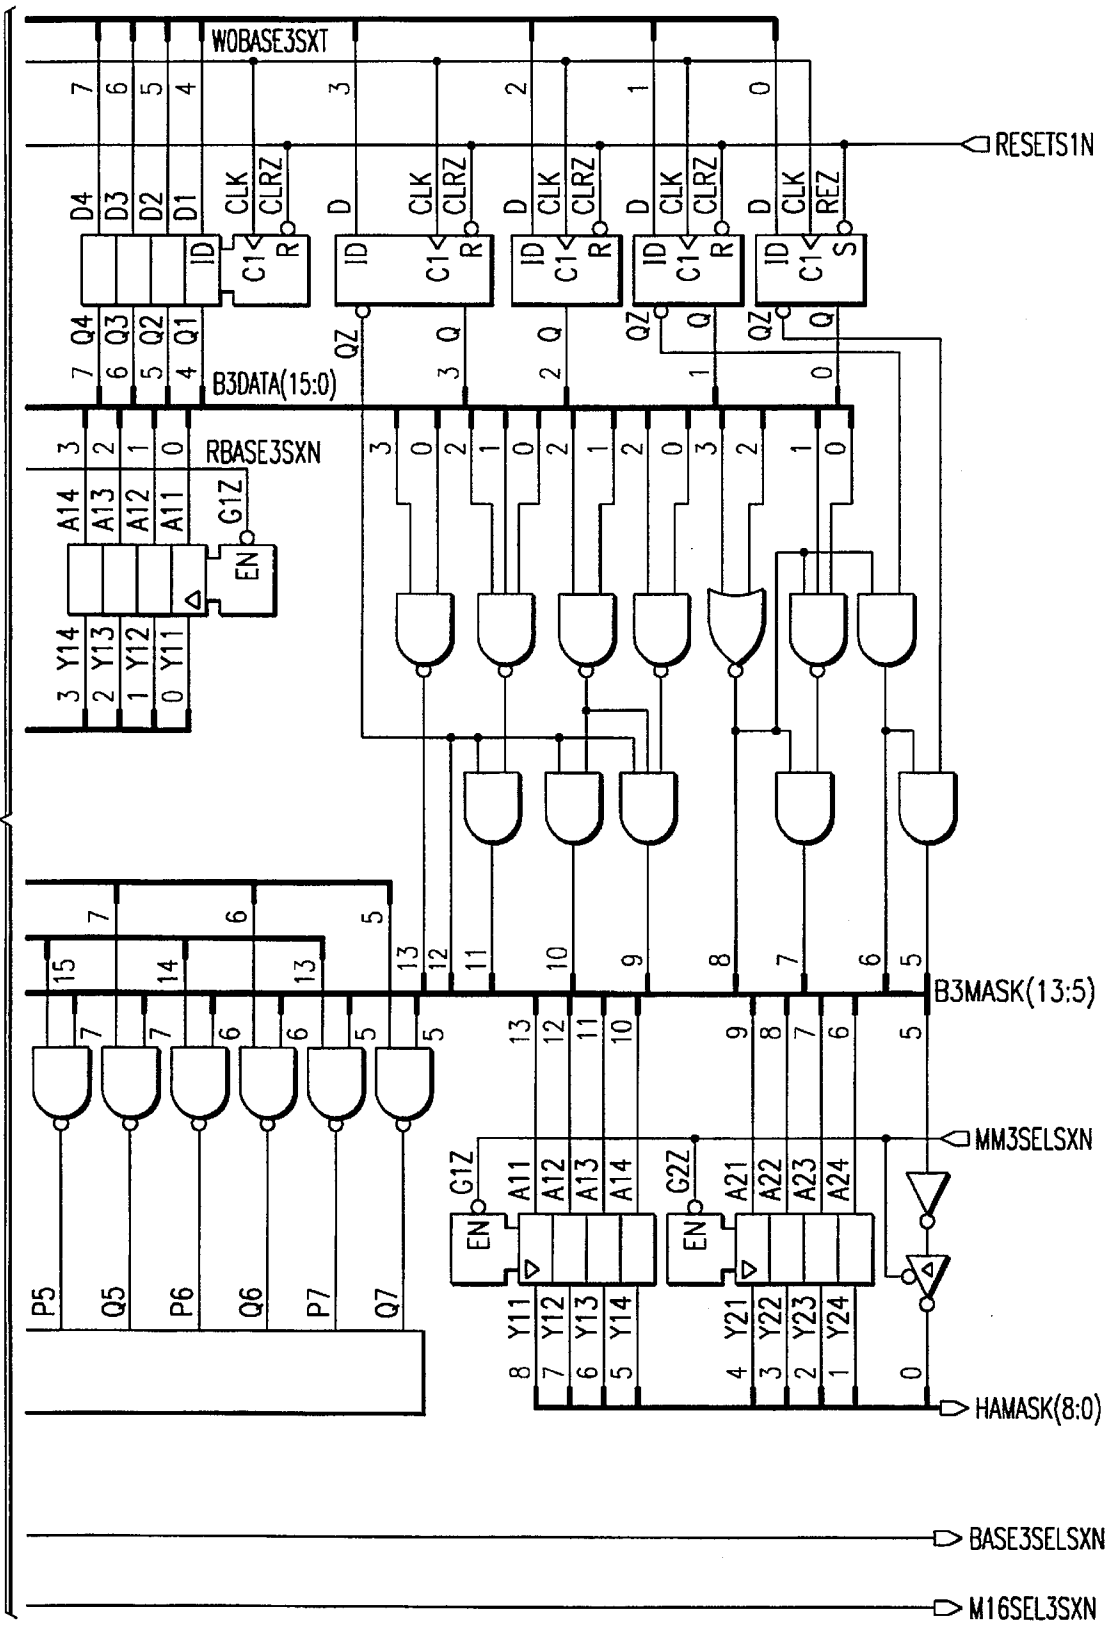 W0BASE3SXT
7 6 5 4 3 2 1 0
RESETS1N
D4 D3 D2 D1 CLK CLRZ D CLK CLRZ D CLK CLRZ D CLK CLRZ D CLK REZ
ID C1 R ID C1 R ID C1 R ID C1 R ID C1 S
Q4 Q3 Q2 Q1 QZ Q Q QZ Q QZ Q
7 6 5 4 3 2 1 0
B3DATA(15:0)
3 2 1 0 3 0 2 1 0 2 1 2 0 3 2 1 0
RBASE3SXN
A14 A13 A12 A11 G1Z
EN
Y14 Y13 Y12 Y11
3 2 1 0
7 6 5
15 14 13 13 12 11 10 9 8 7 6 5
B3MASK(13:5)
7 7 6 6 5 5 13 12 11 10 9 8 7 6 5
MM3SELSXN
G1Z A11 A12 A13 A14 G2Z A21 A22 A23 A24
EN EN
P5 Q5 P6 Q6 P7 Q7 Y11 Y12 Y13 Y14 Y21 Y22 Y23 Y24
8 7 6 5 4 3 2 1 0
HAMASK(8:0)
BASE3SELSXN
M16SEL3SXN